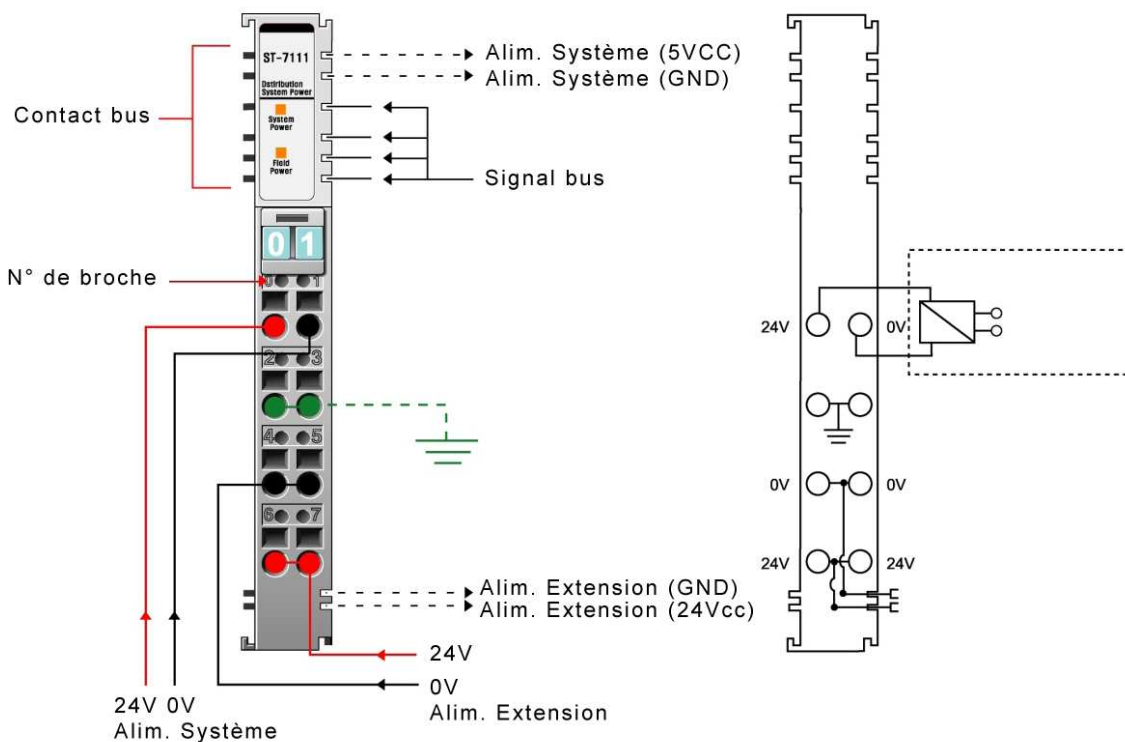 ST-7111
Dstiribution
System Power
System
Power
Field
Power
Contact bus
Alim. Système (5VCC)
Alim. Système (GND)
Signal bus
0 1
N° de broche
0 1
2 3
4 5
6 7
Alim. Extension (GND)
Alim. Extension (24Vcc)
24V
0V
Alim. Extension
24V 0V
Alim. Système
24V 0V
0V 0V
24V 24V